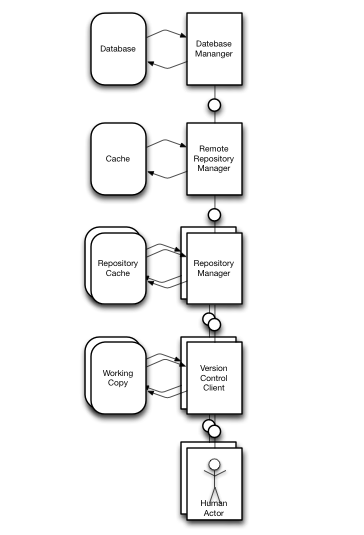 Database
Datebase
Mananger
Cache
Remote
Repository
Manager
Repository
Cache
Repository
Manager
Working
Copy
Version
Control
Client
Human
Actor